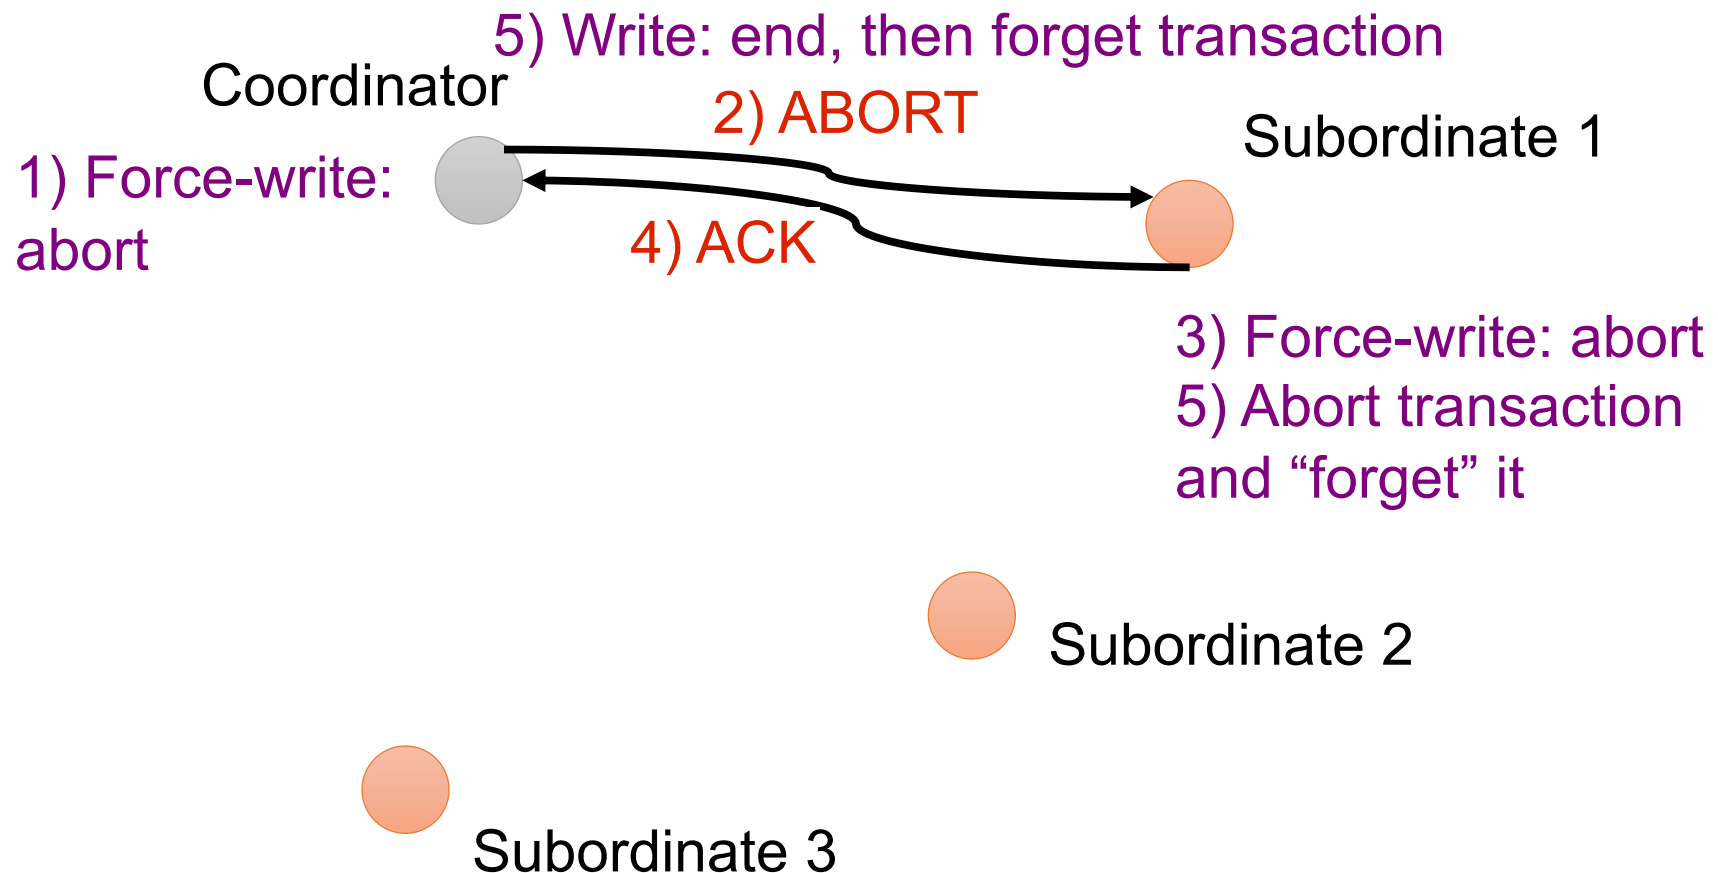 5) Write: end, then forget transaction
Coordinator
2) ABORT
Subordinate 1
1) Force-write:
abort
4) ACK
3) Force-write: abort
5) Abort transaction
and “forget” it
Subordinate 2
Subordinate 3